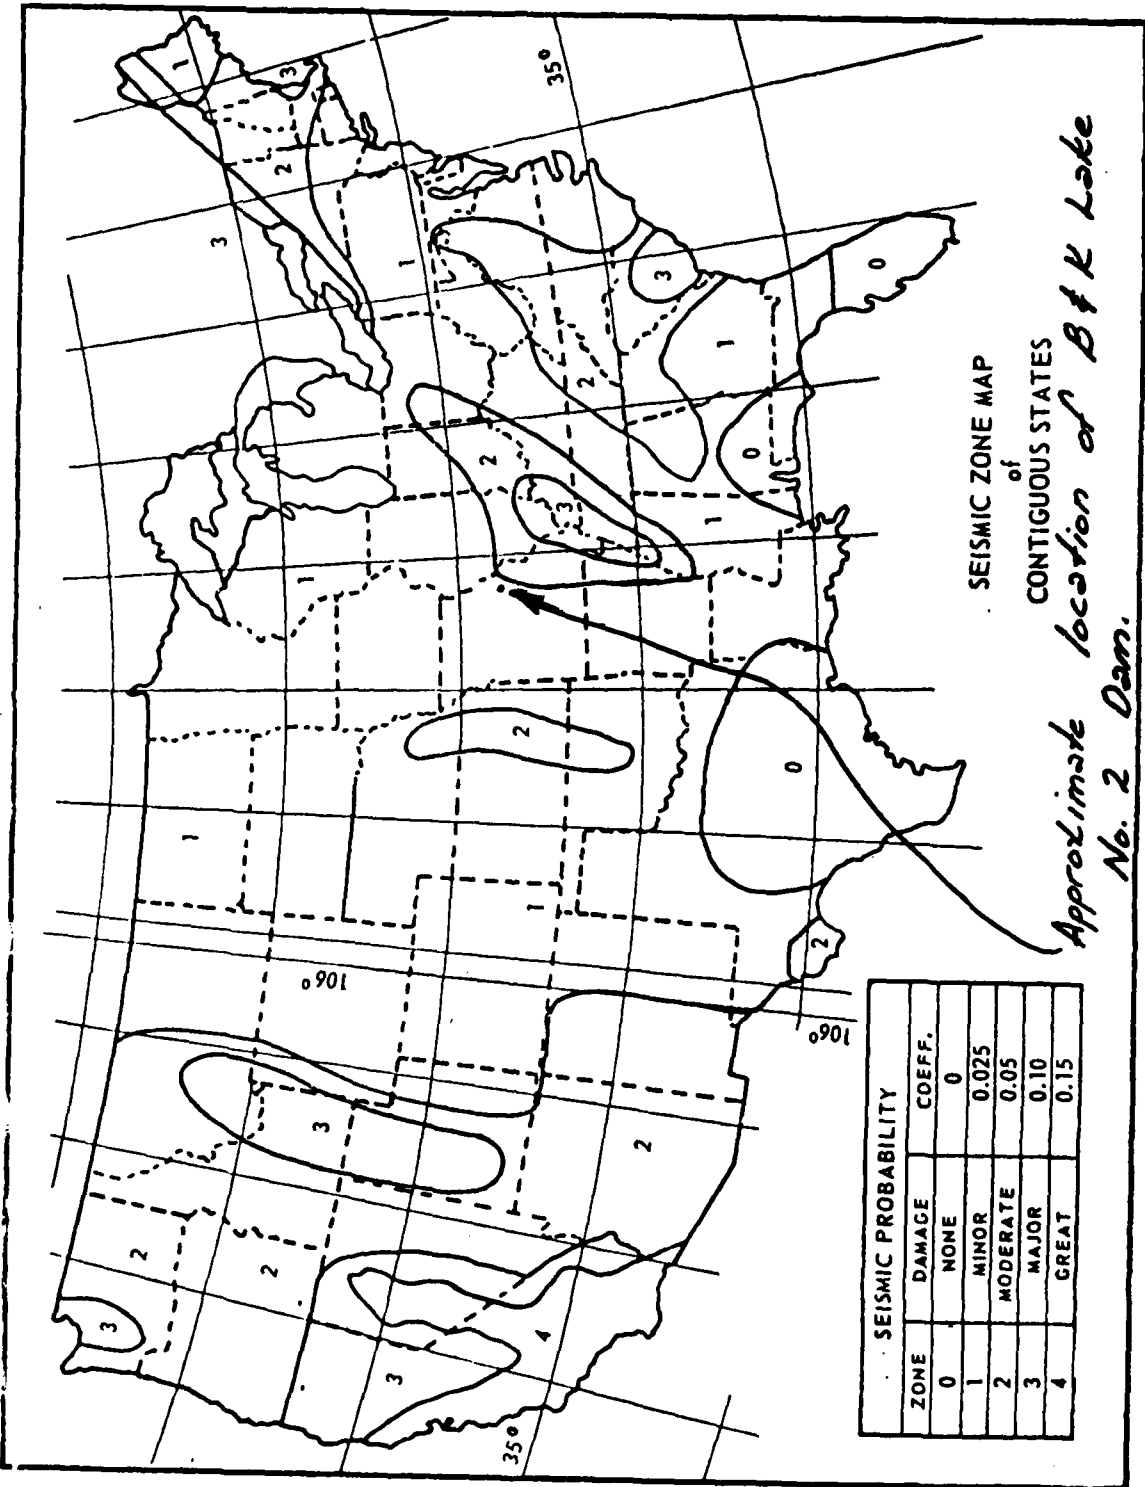 SEISMIC ZONE MAP
of
CONTIGUOUS STATES
Approximate location of B & K Lake
No. 2 Dam.
SEISMIC PROBABILITY
ZONE DAMAGE COEFF.
0 NONE 0
1 MINOR 0.025
2 MODERATE 0.05
3 MAJOR 0.10
4 GREAT 0.15
3
2
2
3
4
3
2
106°
106°
35°
35°
1
1
2
2
0
1
2
3
1
0
1
2
3
1
0
1
2
3
3
1